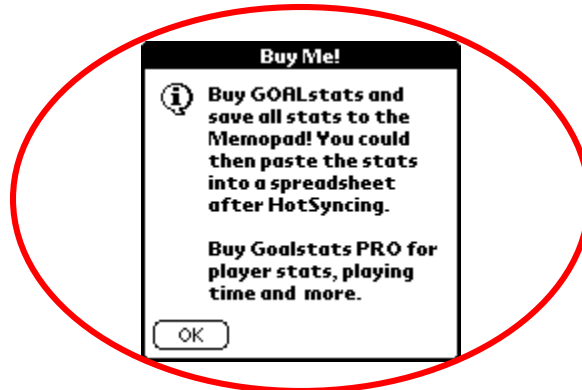 Buy Me!
Buy GOALstats and
save all stats to the
Memopad! You could
then paste the stats
into a spreadsheet
after HotSyncing.
Buy Goalstats PRO for
player stats, playing
time and more.
OK